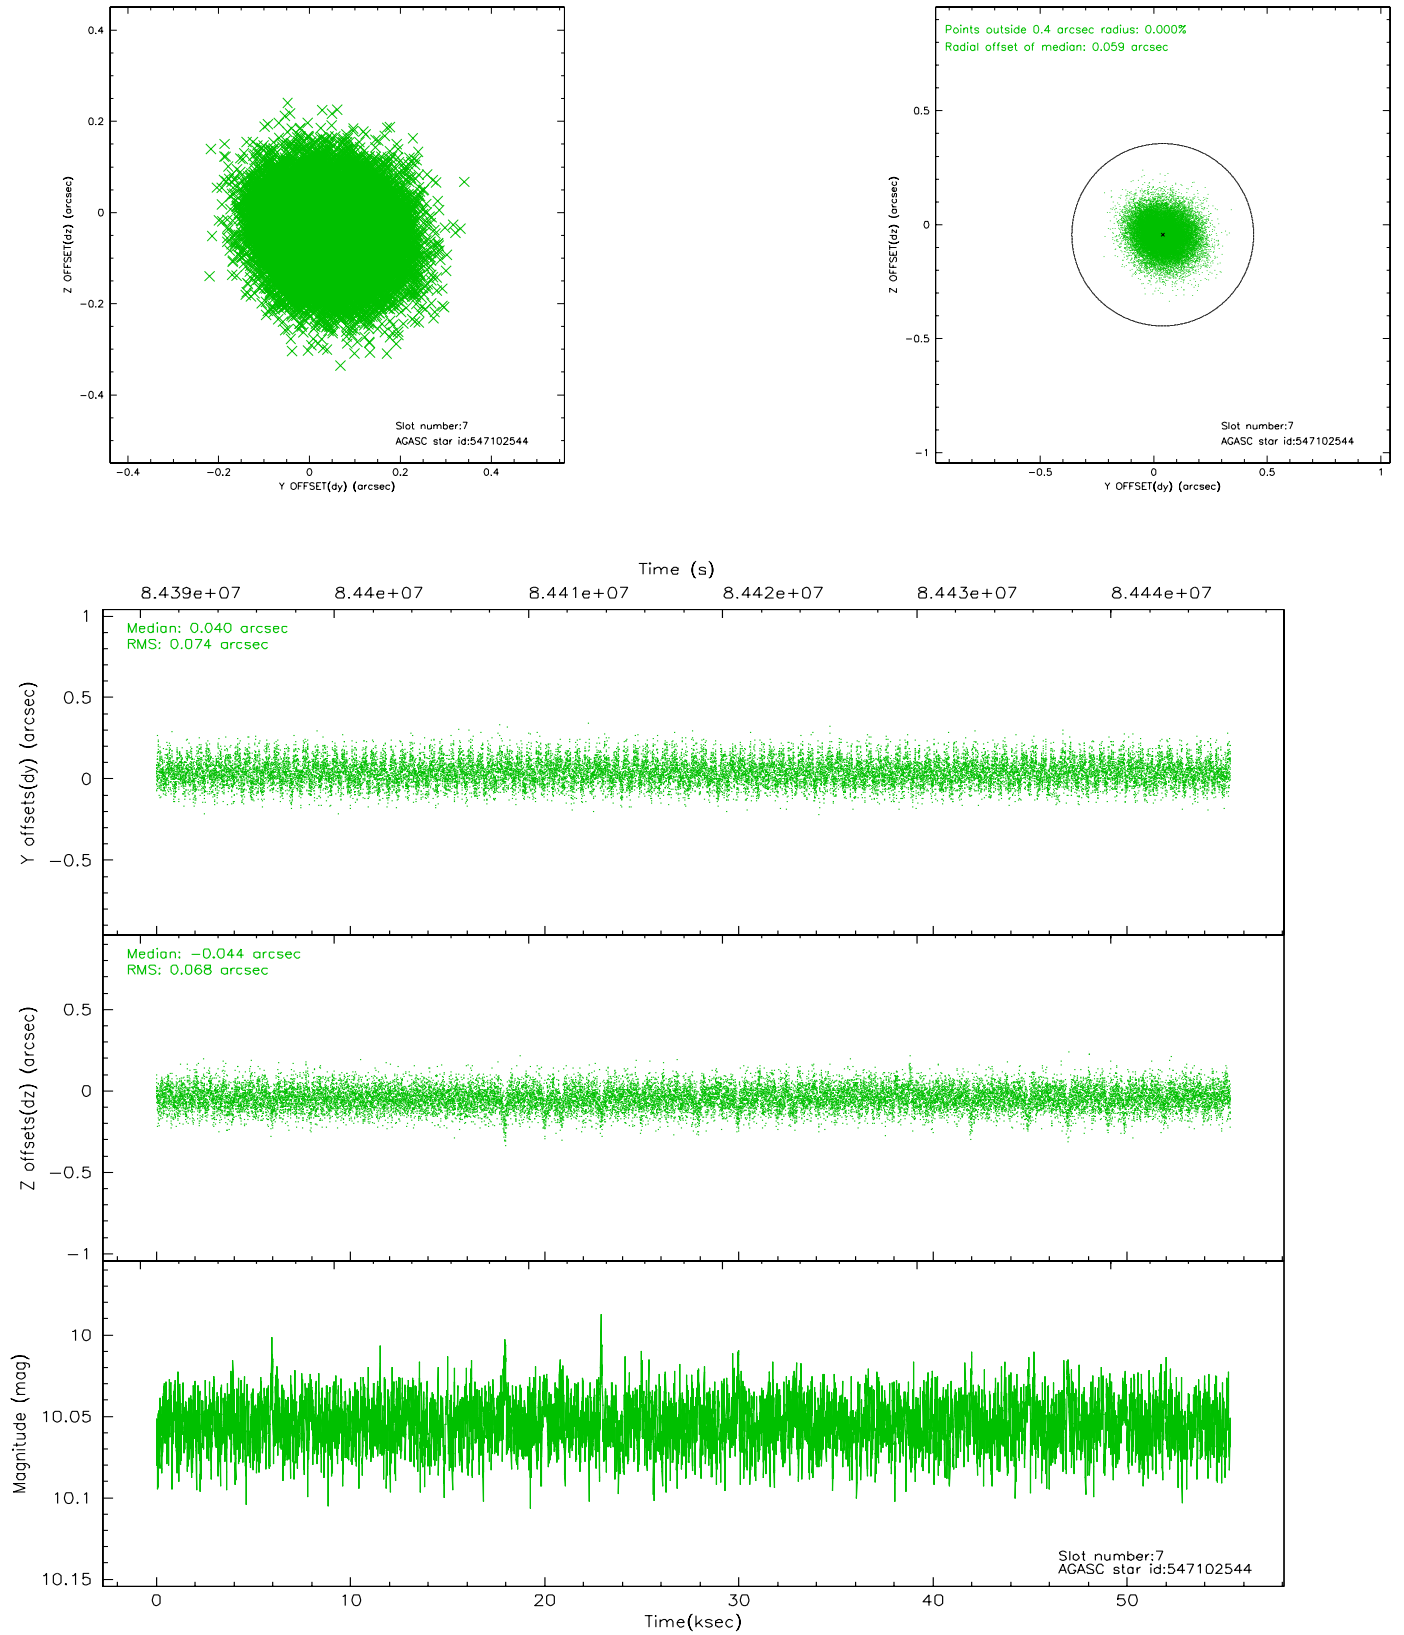 0.4
0.2
0
−0.2
−0.4
Z OFFSET(dz) (arcsec)
Slot number:7
AGASC star id:547102544
−0.4 −0.2 0 0.2 0.4
Y OFFSET(dy) (arcsec)
Points outside 0.4 arcsec radius: 0.000%
Radial offset of median: 0.059 arcsec
0.5
0
−0.5
−1
Z OFFSET(dz) (arcsec)
Slot number:7
AGASC star id:547102544
−0.5 0 0.5 1
Y OFFSET(dy) (arcsec)
Time (s)
8.439e+07 8.44e+07 8.441e+07 8.442e+07 8.443e+07 8.444e+07
Median: 0.040 arcsec
RMS: 0.074 arcsec
1
0.5
0
−0.5
Y offsets(dy) (arcsec)
Median: −0.044 arcsec
RMS: 0.068 arcsec
0.5
0
−0.5
−1
Z offsets(dz) (arcsec)
10
10.05
10.1
10.15
Magnitude (mag)
Slot number:7
AGASC star id:547102544
0 10 20 30 40 50
Time(ksec)